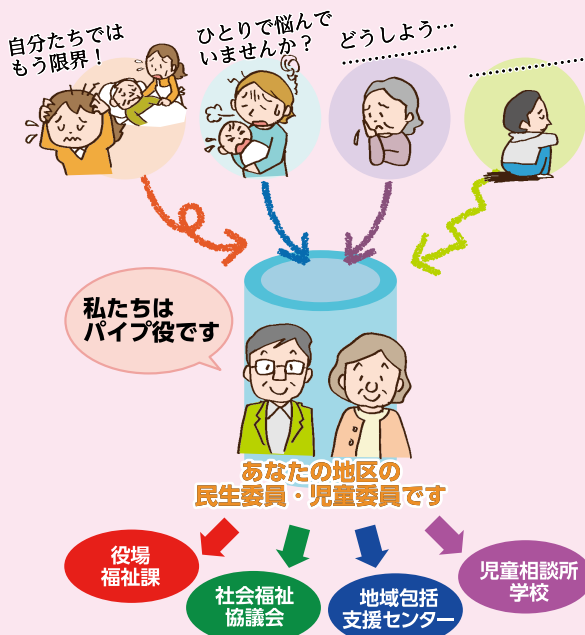 自分たちでは
もう限界！
ひとりで悩んで
いませんか？
どうしよう…
………………
………………
私たちは
パイプ役です
あなたの地区の
民生委員・児童委員です
役場
福祉課
社会福祉
協議会
地域包括
支援センター
児童相談所
学校